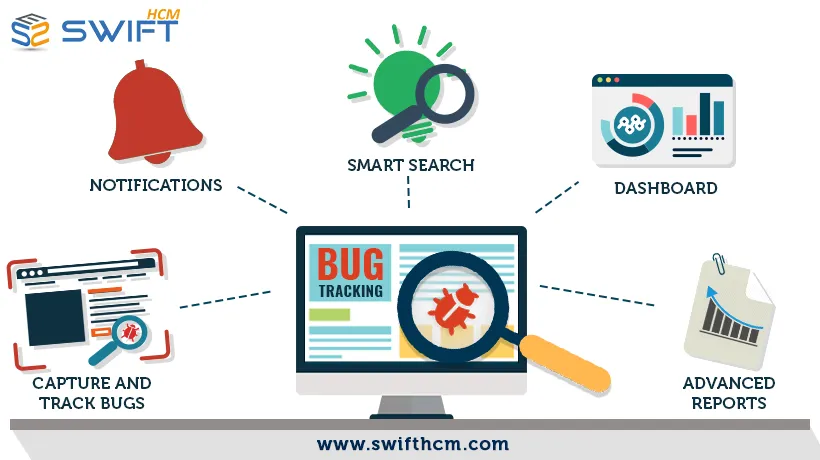 HCM
SWIFT
NOTIFICATIONS
SMART SEARCH
DASHBOARD
BUG
TRACKING
CAPTURE AND
TRACK BUGS
ADVANCED
REPORTS
www.swifthcm.com